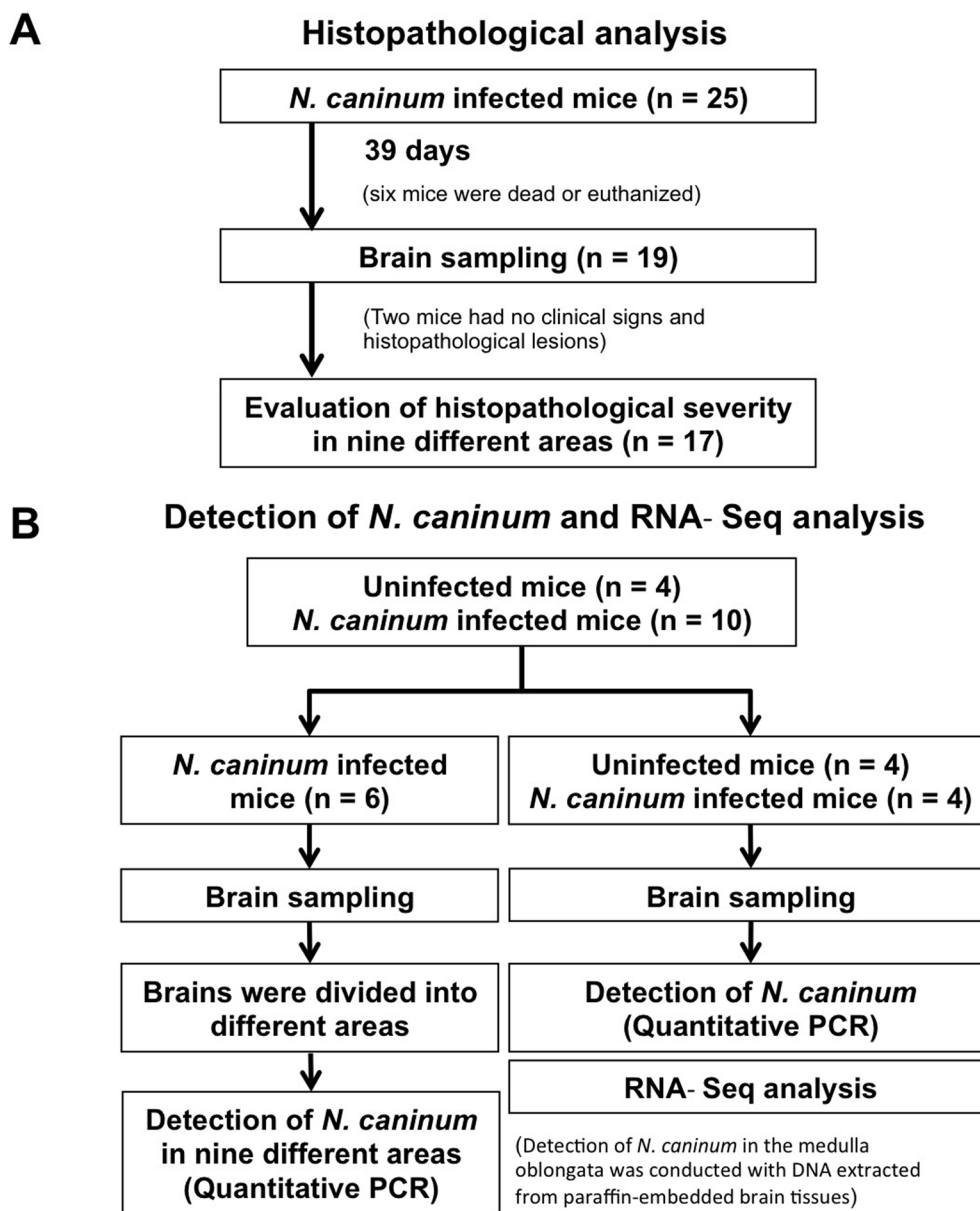 A
Histopathological analysis
N. caninum infected mice (n = 25)
39 days
(six mice were dead or euthanized)
Brain sampling (n = 19)
(Two mice had no clinical signs and
histopathological lesions)
Evaluation of histopathological severity
in nine different areas (n = 17)
B
Detection of N. caninum and RNA- Seq analysis
Uninfected mice (n = 4)
N. caninum infected mice (n = 10)
N. caninum infected
mice (n = 6)
Brain sampling
Brains were divided into
different areas
Detection of N. caninum
in nine different areas
(Quantitative PCR)
Uninfected mice (n = 4)
N. caninum infected mice (n = 4)
Brain sampling
Detection of N. caninum
(Quantitative PCR)
RNA- Seq analysis
(Detection of N. caninum in the medulla
oblongata was conducted with DNA extracted
from paraffin-embedded brain tissues)